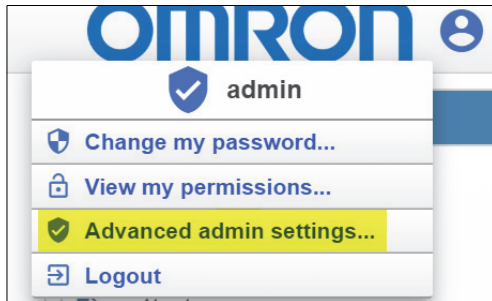 OMRON
admin
Change my password...
View my permissions...
Advanced admin settings...
Logout